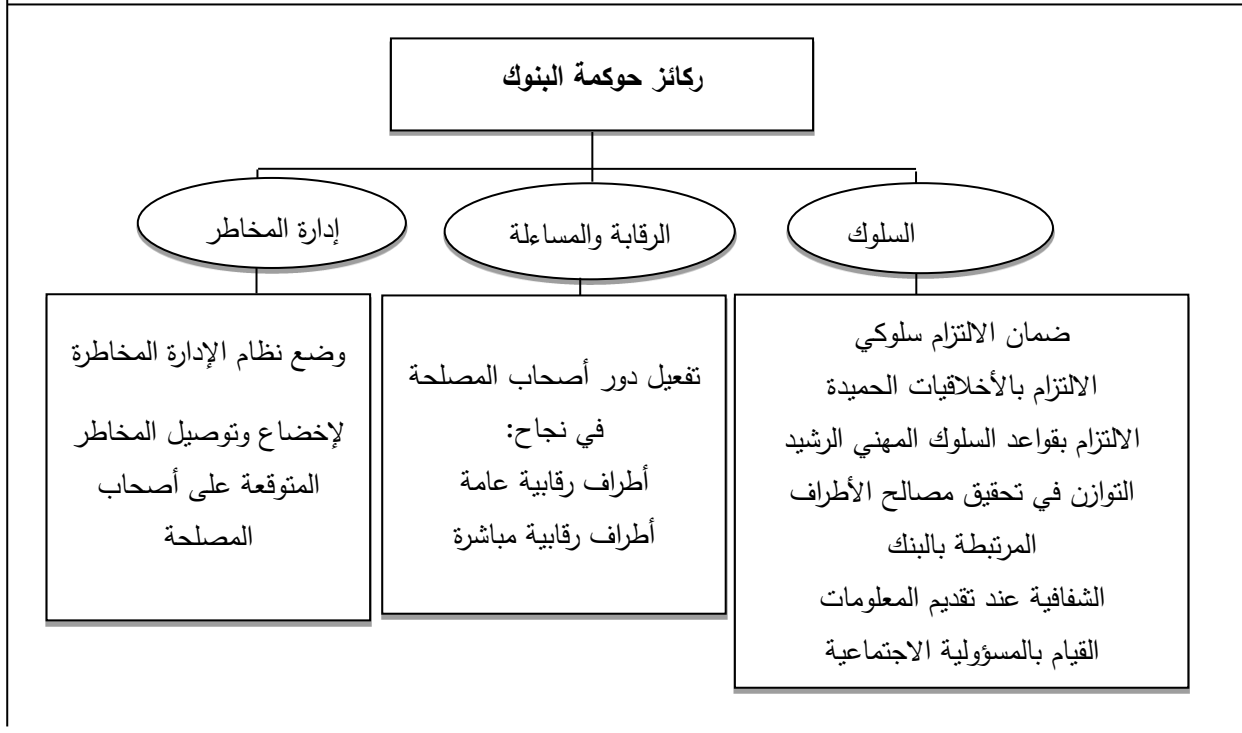 ركائز حوكمة البنوك
السلوك
الرقابة والمساءلة
إدارة المخاطر
ضمان الالتزام سلوكي
الالتزام بالأخلاقيات الحميدة
الالتزام بقواعد السلوك المهني الرشيد
التوازن في تحقيق مصالح الأطراف
المرتبطة بالبنك
الشفافية عند تقديم المعلومات
القيام بالمسؤولية الاجتماعية
تفعيل دور أصحاب المصلحة
في نجاح:
أطراف رقابية عامة
أطراف رقابية مباشرة
وضع نظام الإدارة المخاطرة
لإخضاع وتوصيل المخاطر
المتوقعة على أصحاب
المصلحة